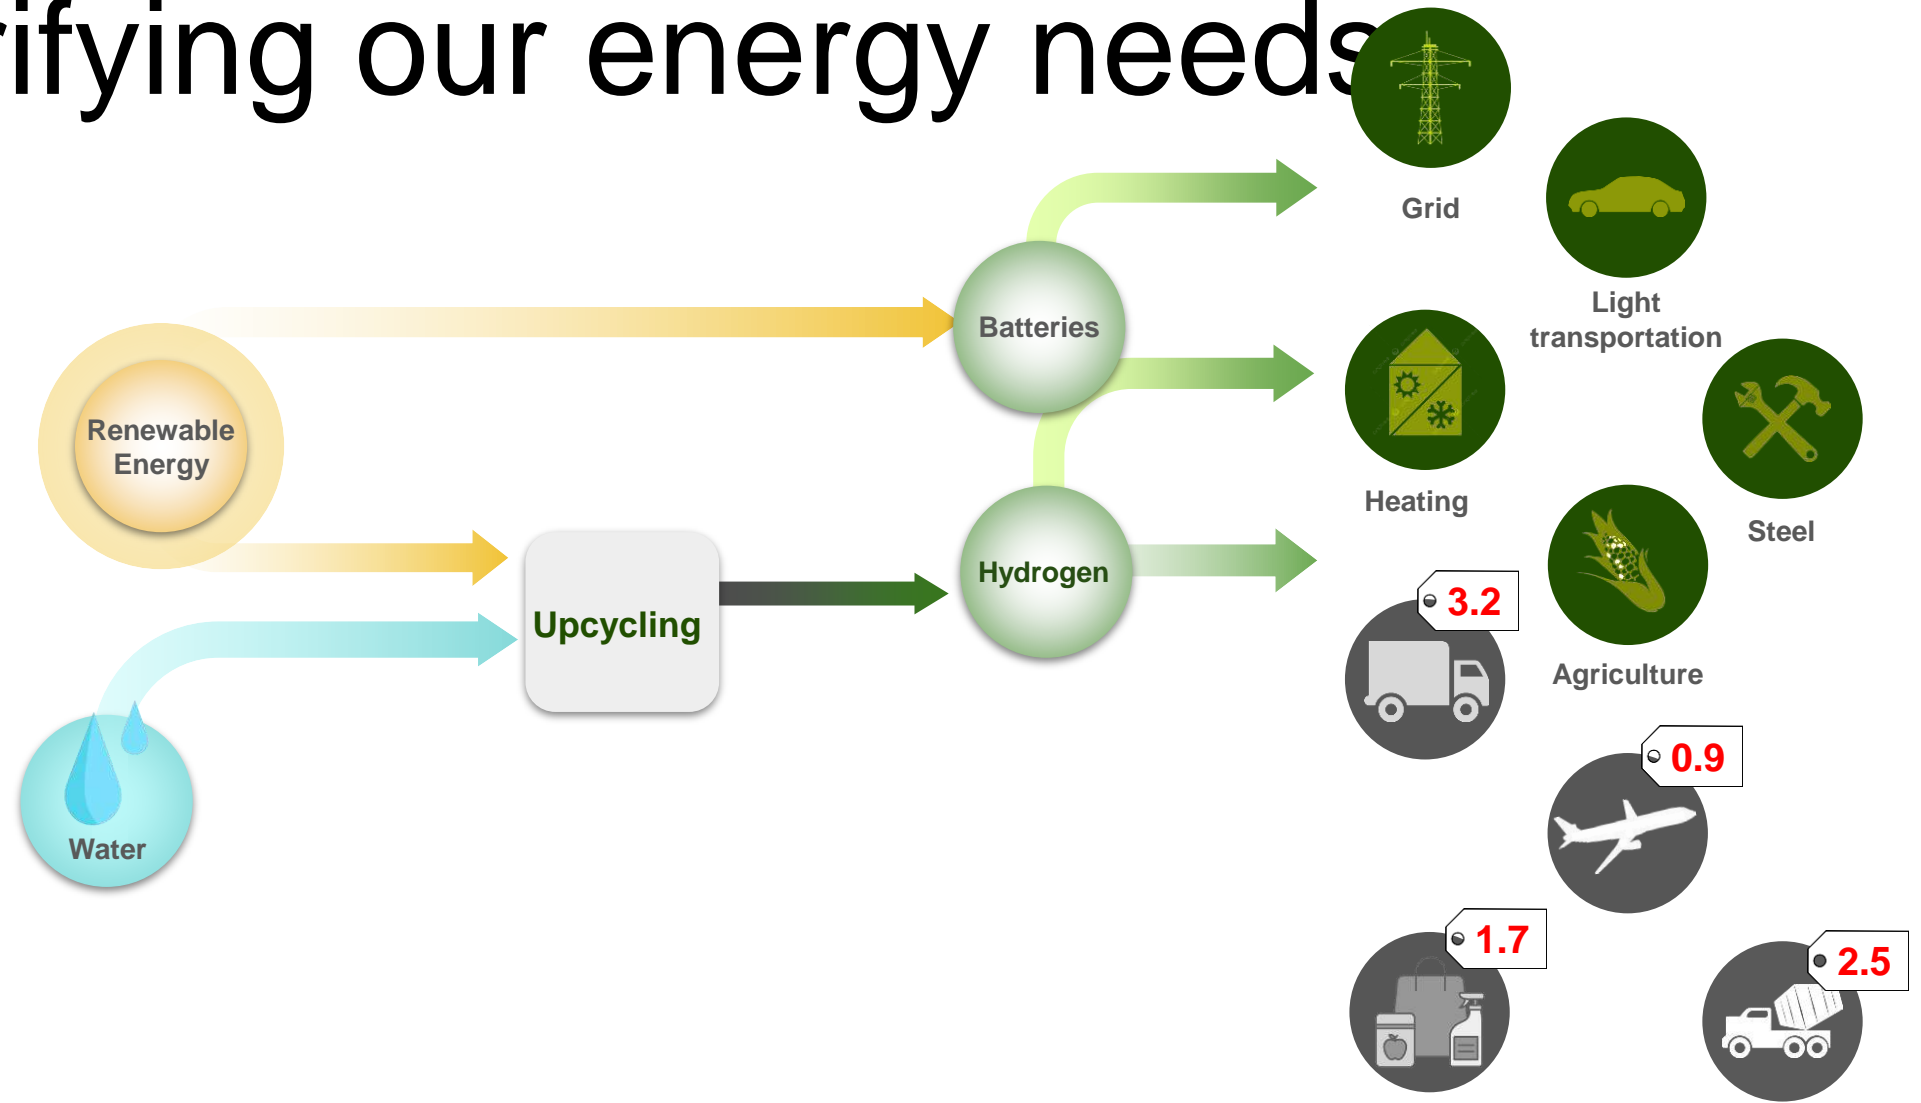 rifying our energy needs
Grid
Light
transportation
Batteries
Renewable
Energy
Heating
Steel
Hydrogen
3.2
Upcycling
Agriculture
0.9
Water
1.7
2.5